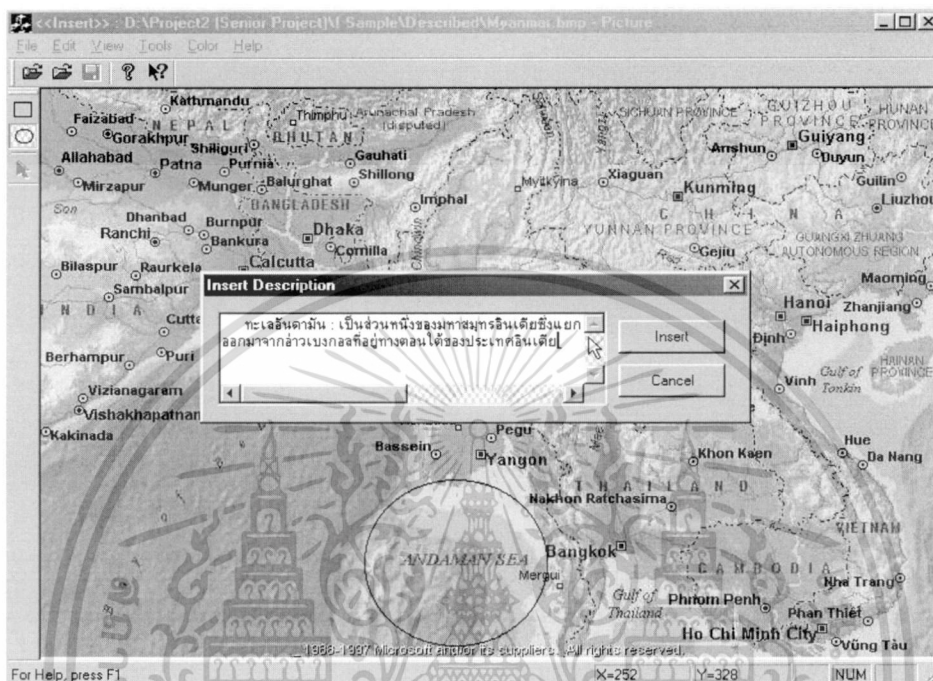 <<Insert>> : D:\Project2 (Senior Project)\1 Sample\Described\Myanmar.bmp - Picture
File Edit View Tools Color Help
Kathmandu
Thimphu
Arunachal Pradesh
(disputed)
SICHUAN PROVINCE
GUIZHOU
PROVINCE
HUNAN
PROVINCE
Faizabad
NEPAL
Gorakhpur
Shiliguri
BHUTAN
Guiyang
Allahabad
Patna
Purnia
Gauhati
Anshun
Duyun
Mirzapur
Munger
Balurghat
Shillong
Myitkyina
Xiaguan
Kunming
Guilin
Son
BANGLADESH
Imphal
Liuzhou
Dhanbad
Burnpur
CHINA
Ranchi
Dhaka
Chindwin
YUNNAN PROVINCE
GUANGXI ZHUANG
AUTONOMOUS REGION
Bankura
Comilla
Gejiu
Bilaspur
Raurkela
Calcutta
Red
Maoming
Sambalpur
Insert Description
Hanoi
Zhanjiang
INDIA
Cutta
ทะเลอันดามัน : เป็นส่วนหนึ่งของมหาสมุทรอินเดียซึ่งแยก
ออกมาจากอ่าวเบงกอลที่อยู่ทางตอนใต้ของประเทศอินเดีย
Insert
Định
Haiphong
Berhampur
Puri
Cancel
HAINAN
PROVINCE
Vizianagaram
Vinh
Gulf of
Tonkin
Vishakhapatnam
Kakinada
Pegu
Hue
Bassein
Yangon
Khon Kaen
Da Nang
THAILAND
Nakhon Ratchasima
VIETNAM
ANDAMAN SEA
Bangkok
CAMBODIA
Mergui
Nha Trang
Gulf of
Thailand
Phnom Penh
Phan Thiet
Ho Chi Minh City
Vũng Tàu
1988-1997 Microsoft and/or its suppliers. All rights reserved.
For Help, press F1
X=252
Y=328
NUM